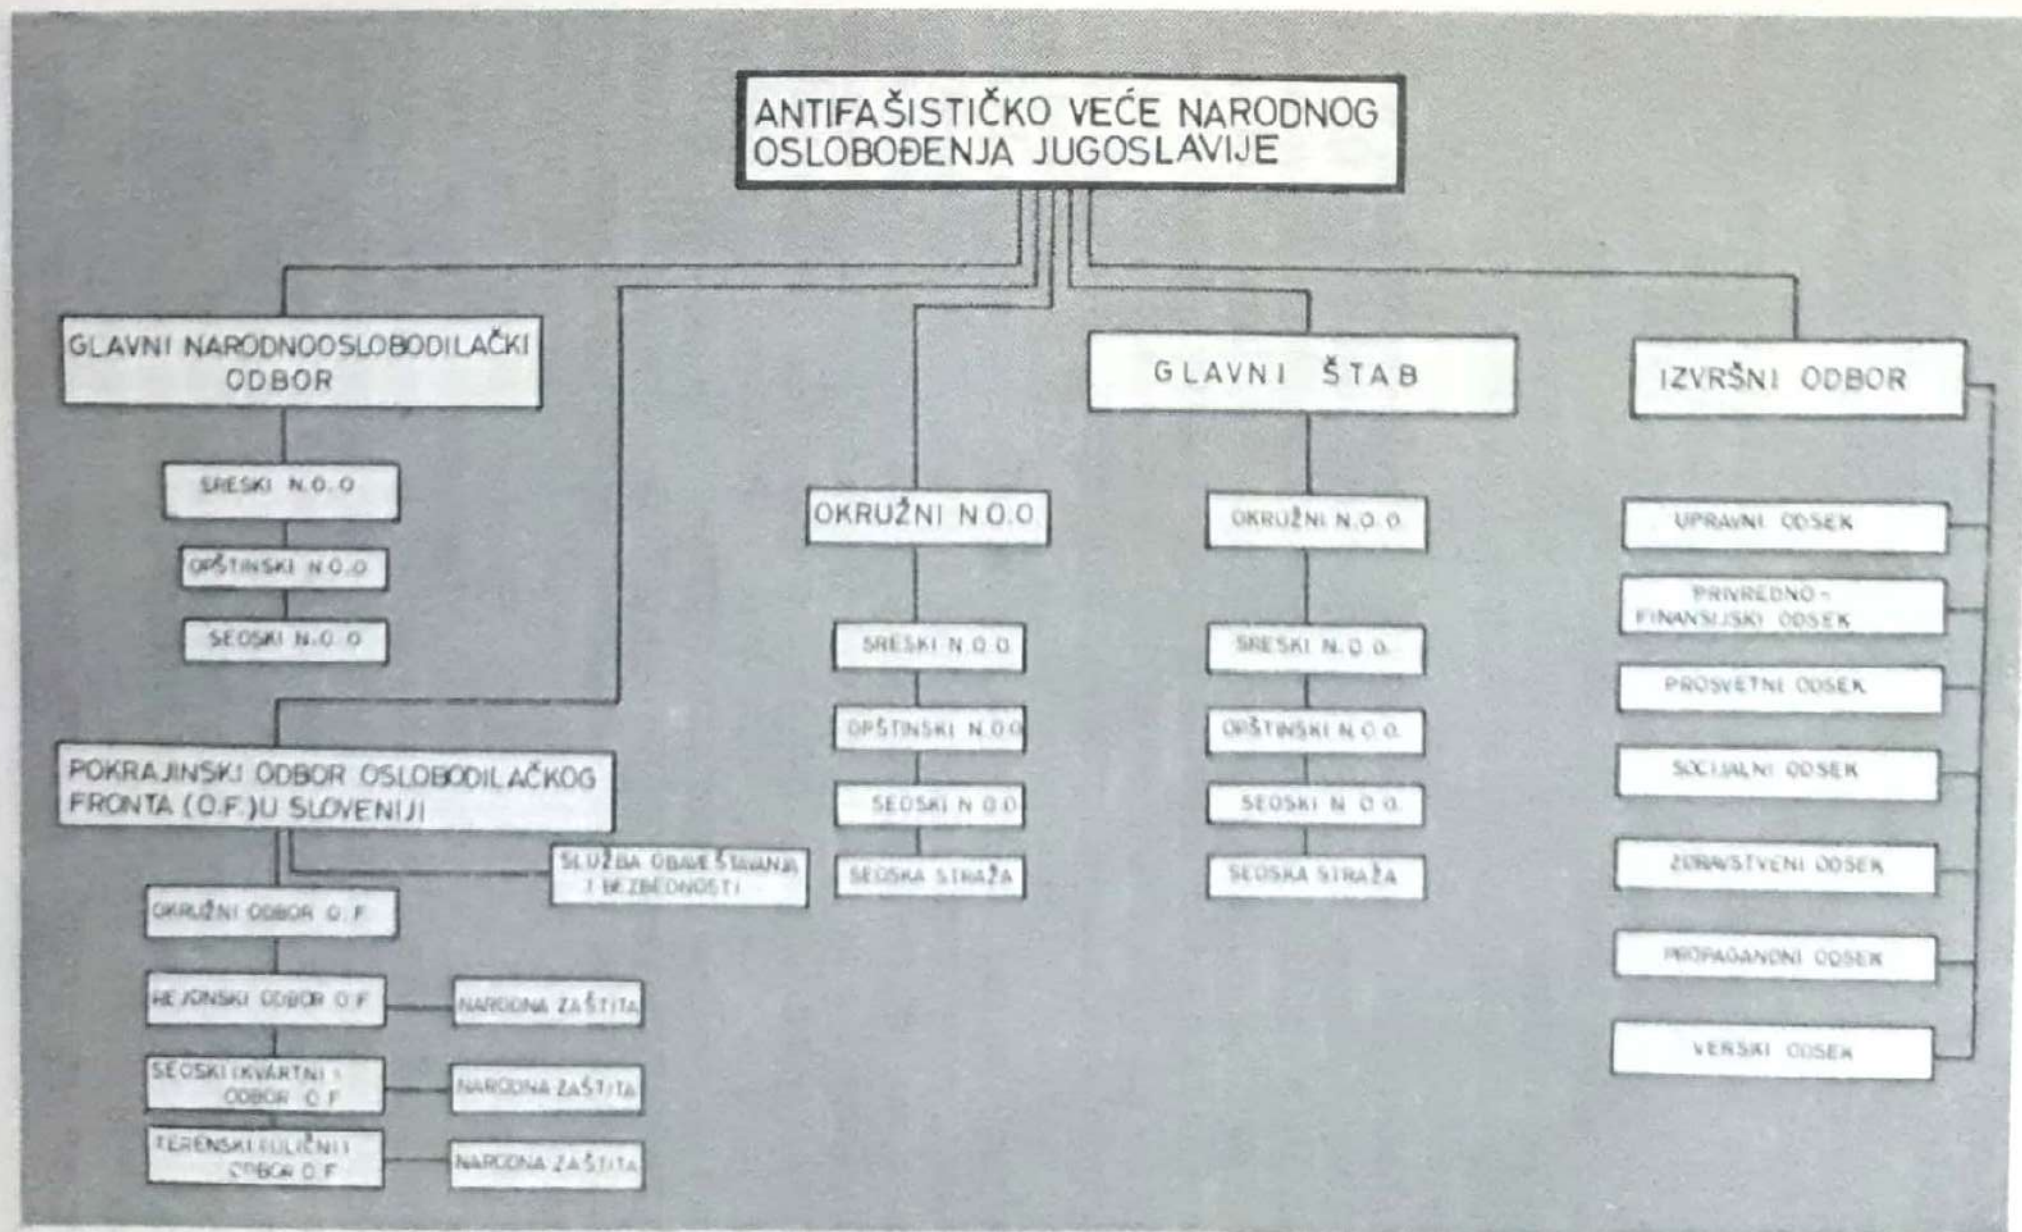 ANTIFAŠISTIČKO VEĆE NARODNOG
OSLOBOĐENJA JUGOSLAVIJE
GLAVNI NARODNOOSLOBODILAČKI
ODBOR
SRESKI N.O.O
OPŠTINSKI N.O.O
SEOSKI N.O.O
POKRAJINSKI ODBOR OSLOBODILAČKOG
FRONTA (O.F.) U SLOVENIJI
SLUŽBA OBAVEŠTAVANJA
I BEZBEDNOSTI
OKRUŽNI ODBOR O.F.
REJONSKI ODBOR O.F
NARODNA ZAŠTITA
SEOSKI (KVARTNI)
ODBOR O.F
NARODNA ZAŠTITA
TERENSKI (ULIČNI)
ODBOR O.F
NARODNA ZAŠTITA
OKRUŽNI N.O.O
SRESKI N.O.O.
OPŠTINSKI N.O.O
SEOSKI N.O.O.
SEOSKA STRAŽA
GLAVNI ŠTAB
OKRUŽNI N.O.O.
SRESKI N.O.O.
OPŠTINSKI N.O.O.
SEOSKI N.O.O.
SEOSKA STRAŽA
IZVRŠNI ODBOR
UPRAVNI ODSEK
PRIVREDNO-
FINANSIJSKI ODSEK
PROSVETNI ODSEK
SOCIJALNI ODSEK
ZDRAVSTVENI ODSEK
PROPAGANDNI ODSEK
VERSKI ODSEK